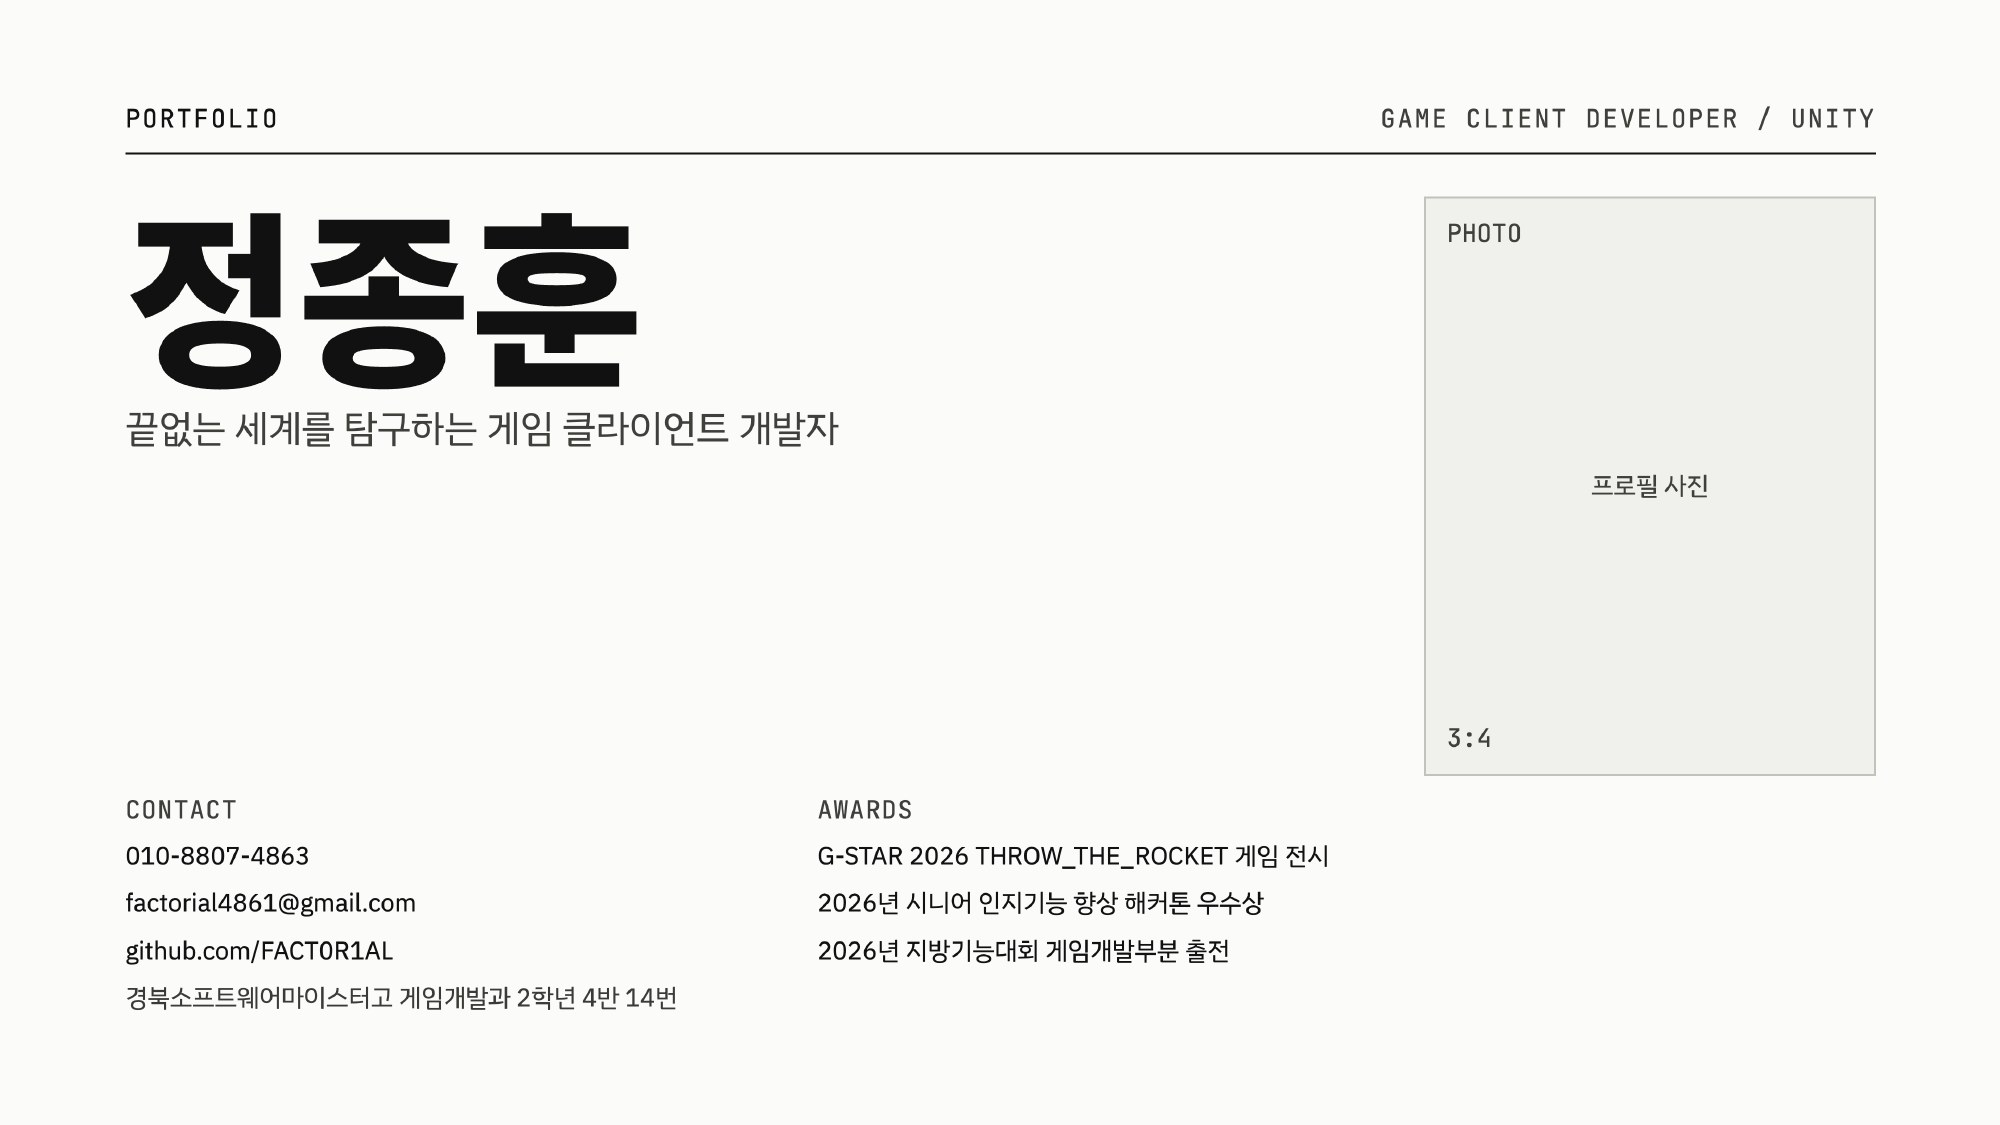 PORTFOLIO
GAME CLIENT DEVELOPER / UNITY
정종훈
끝없는 세계를 탐구하는 게임 클라이언트 개발자
PHOTO
프로필 사진
3:4
CONTACT
010-8807-4863
factorial4861@gmail.com
github.com/FACT0R1AL
경북소프트웨어마이스터고 게임개발과 2학년 4반 14번
AWARDS
G-STAR 2026 THROW_THE_ROCKET 게임 전시
2026년 시니어 인지기능 향상 해커톤 우수상
2026년 지방기능대회 게임개발부분 출전